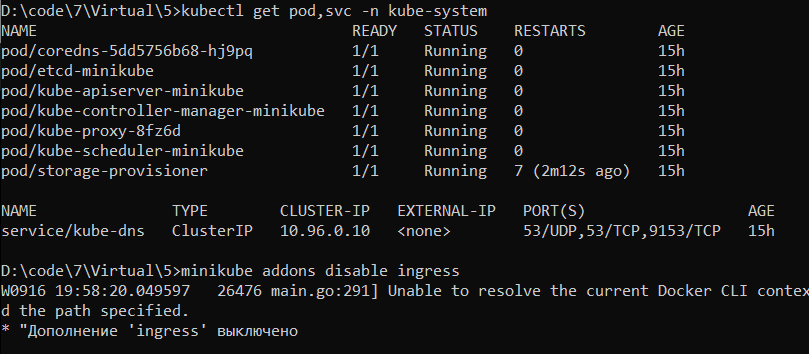 D:\code\7\Virtual\5>kubectl get pod,svc -n kube-system
NAME READY STATUS RESTARTS AGE
pod/coredns-5dd5756b68-hj9pq 1/1 Running 0 15h
pod/etcd-minikube 1/1 Running 0 15h
pod/kube-apiserver-minikube 1/1 Running 0 15h
pod/kube-controller-manager-minikube 1/1 Running 0 15h
pod/kube-proxy-8fz6d 1/1 Running 0 15h
pod/kube-scheduler-minikube 1/1 Running 0 15h
pod/storage-provisioner 1/1 Running 7 (2m12s ago) 15h
NAME TYPE CLUSTER-IP EXTERNAL-IP PORT(S) AGE
service/kube-dns ClusterIP 10.96.0.10 <none> 53/UDP,53/TCP,9153/TCP 15h
D:\code\7\Virtual\5>minikube addons disable ingress
W0916 19:58:20.049597 26476 main.go:291] Unable to resolve the current Docker CLI contex
d the path specified.
* "Дополнение 'ingress' выключено